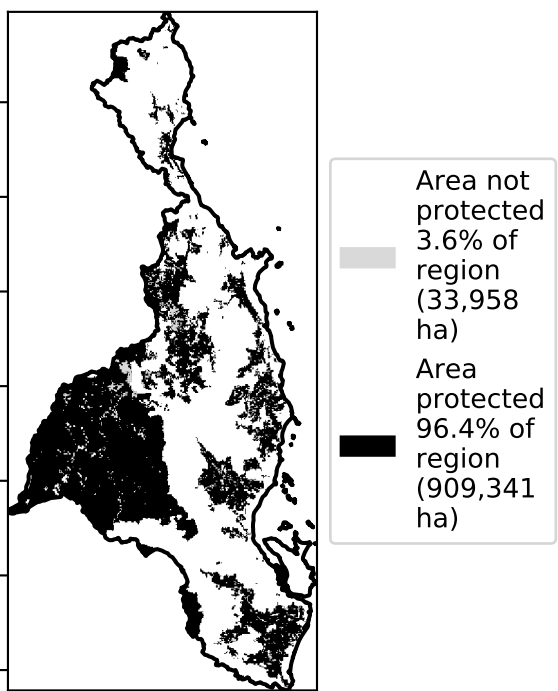 Area not
protected
3.6% of
region
(33,958
ha)
Area
protected
96.4% of
region
(909,341
ha)